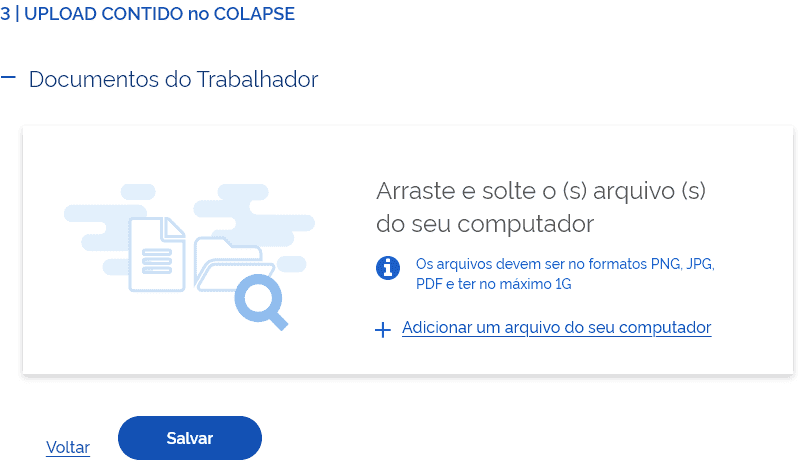 3 | UPLOAD CONTIDO no COLAPSE
Documentos do Trabalhador
Arraste e solte o (s) arquivo (s)
do seu computador
Os arquivos devem ser no formatos PNG, JPG,
PDF e ter no máximo 1G
Adicionar um arquivo do seu computador
Voltar
Salvar